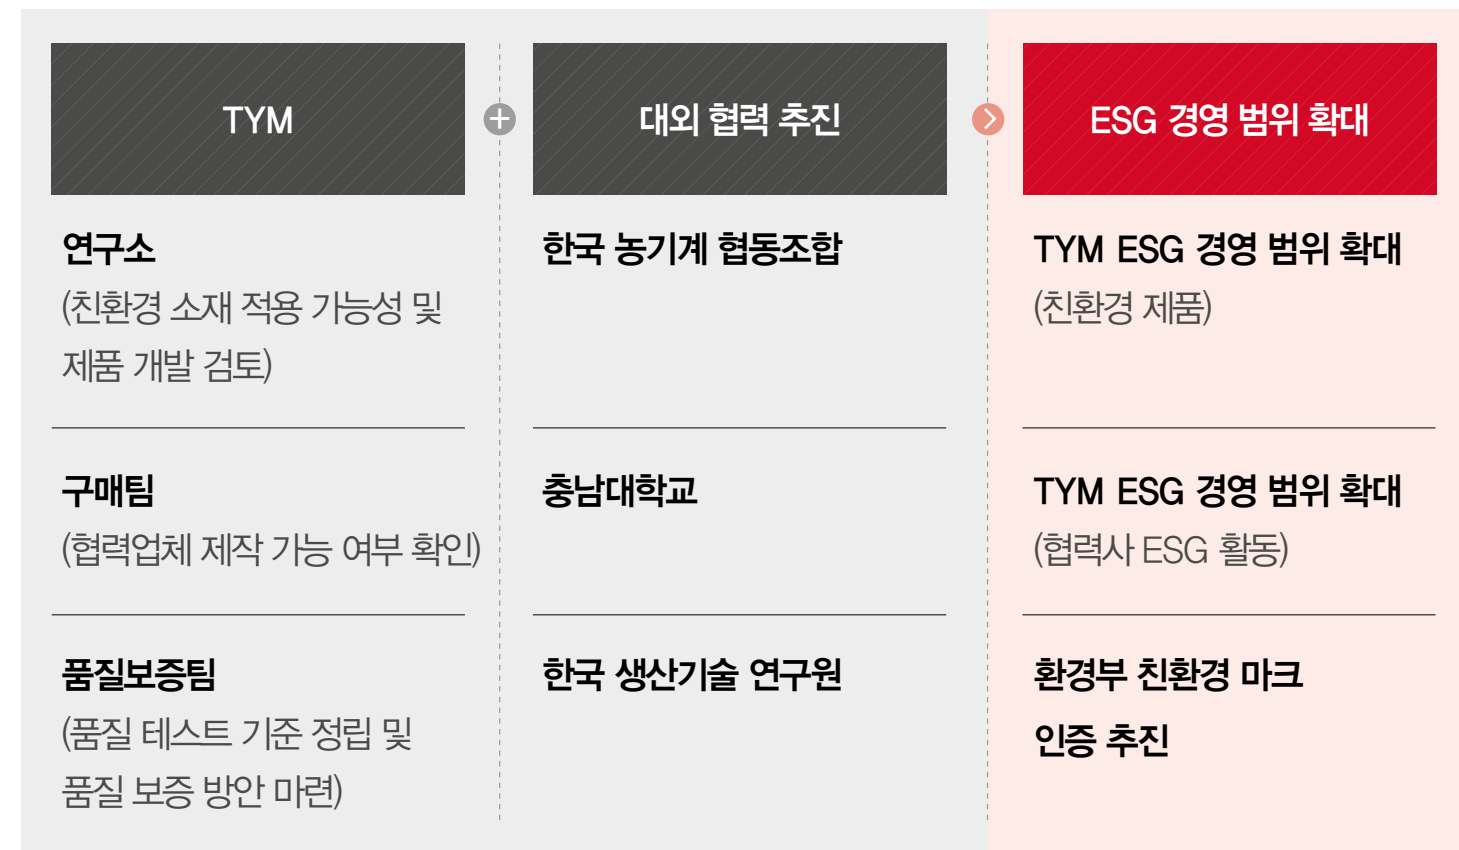 TYM
대외 협력 추진
ESG 경영 범위 확대
연구소
(친환경 소재 적용 가능성 및
제품 개발 검토)
한국 농기계 협동조합
TYM ESG 경영 범위 확대
(친환경 제품)
구매팀
(협력업체 제작 가능 여부 확인)
충남대학교
TYM ESG 경영 범위 확대
(협력사 ESG 활동)
품질보증팀
(품질 테스트 기준 정립 및
품질 보증 방안 마련)
한국 생산기술 연구원
환경부 친환경 마크
인증 추진